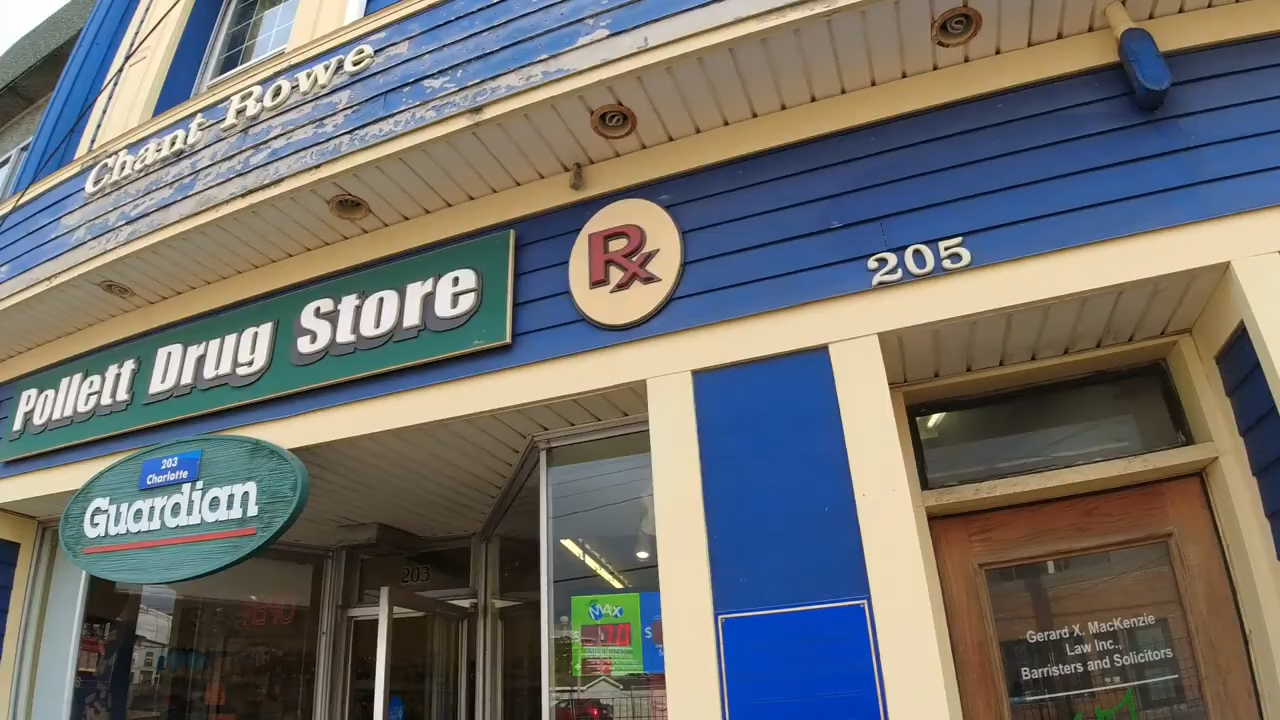 Chant Rowe
Pollett Drug Store
Rx
205
203
Charlotte
Guardian
203
MAX
Gerard X. MacKenzie
Law Inc.,
Barristers and Solicitors